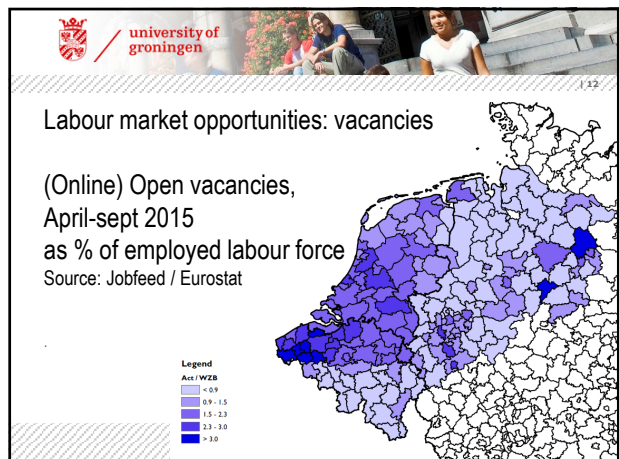 university of
groningen
| 12
Labour market opportunities: vacancies
(Online) Open vacancies,
April-sept 2015
as % of employed labour force
Source: Jobfeed / Eurostat
.
Legend
Act / WZB
< 0.9
0.9 - 1.5
1.5 - 2.3
2.3 - 3.0
> 3.0